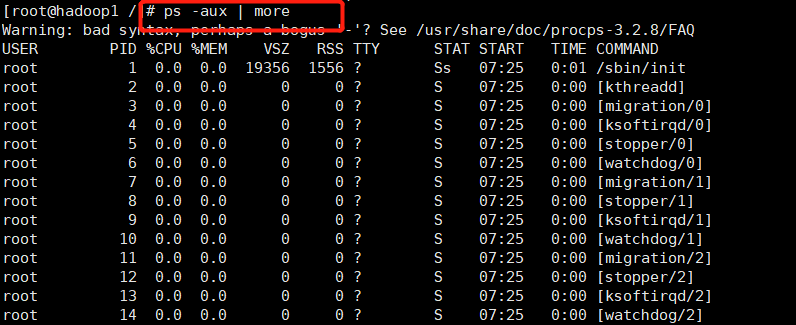 [root@hadoop1 /]# ps -aux | more
Warning: bad syntax, perhaps a bogus '-'? See /usr/share/doc/procps-3.2.8/FAQ
USER       PID %CPU %MEM    VSZ   RSS TTY      STAT START   TIME COMMAND
root         1  0.0  0.0  19356  1556 ?        Ss   07:25   0:01 /sbin/init
root         2  0.0  0.0      0     0 ?        S    07:25   0:00 [kthreadd]
root         3  0.0  0.0      0     0 ?        S    07:25   0:00 [migration/0]
root         4  0.0  0.0      0     0 ?        S    07:25   0:00 [ksoftirqd/0]
root         5  0.0  0.0      0     0 ?        S    07:25   0:00 [stopper/0]
root         6  0.0  0.0      0     0 ?        S    07:25   0:00 [watchdog/0]
root         7  0.0  0.0      0     0 ?        S    07:25   0:00 [migration/1]
root         8  0.0  0.0      0     0 ?        S    07:25   0:00 [stopper/1]
root         9  0.0  0.0      0     0 ?        S    07:25   0:00 [ksoftirqd/1]
root        10  0.0  0.0      0     0 ?        S    07:25   0:00 [watchdog/1]
root        11  0.0  0.0      0     0 ?        S    07:25   0:00 [migration/2]
root        12  0.0  0.0      0     0 ?        S    07:25   0:00 [stopper/2]
root        13  0.0  0.0      0     0 ?        S    07:25   0:00 [ksoftirqd/2]
root        14  0.0  0.0      0     0 ?        S    07:25   0:00 [watchdog/2]